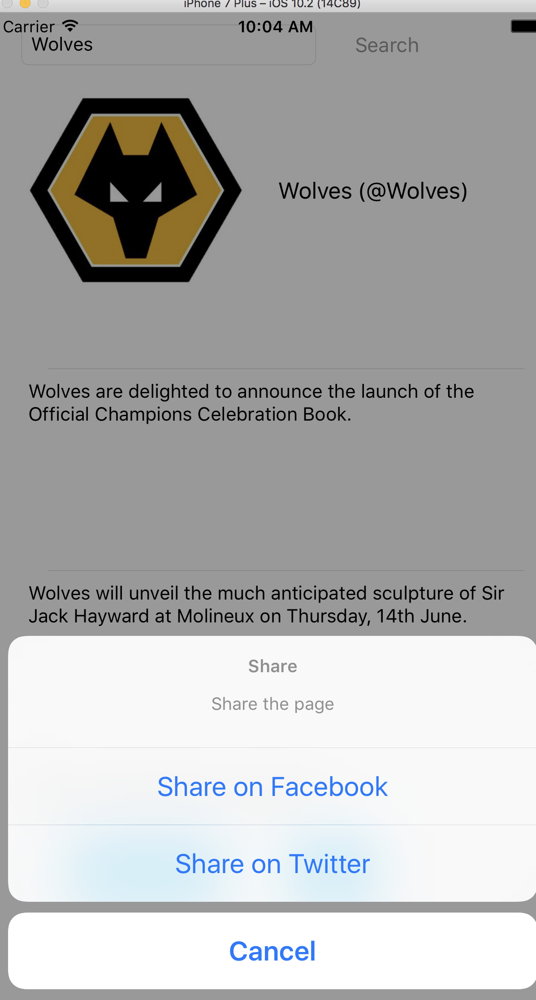 iPhone 7 Plus – iOS 10.2 (14C89)
Carrier 10:04 AM
Wolves Search
Wolves (@Wolves)
Wolves are delighted to announce the launch of the
Official Champions Celebration Book.
Wolves will unveil the much anticipated sculpture of Sir
Jack Hayward at Molineux on Thursday, 14th June.
Share
Share the page
Share on Facebook
Share on Twitter
Cancel